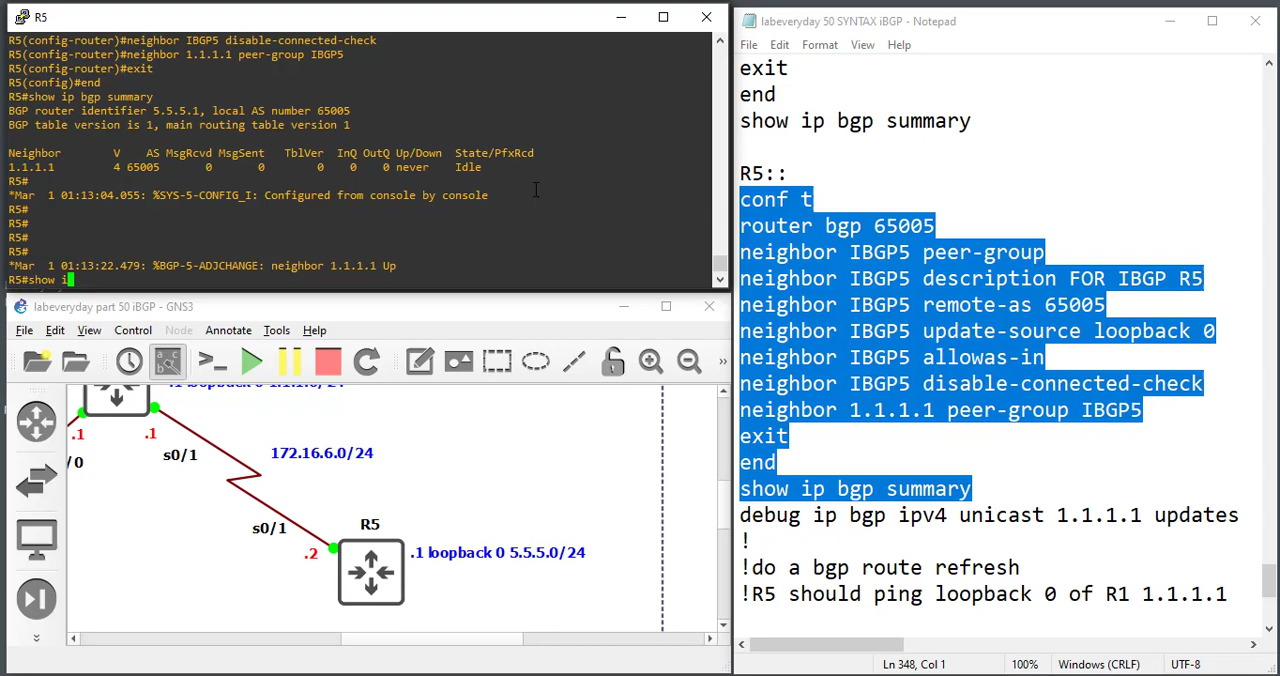 R5
R5(config-router)#neighbor IBGP5 disable-connected-check
R5(config-router)#neighbor 1.1.1.1 peer-group IBGP5
R5(config-router)#exit
R5(config)#end
R5#show ip bgp summary
BGP router identifier 5.5.5.1, local AS number 65005
BGP table version is 1, main routing table version 1
Neighbor V AS MsgRcvd MsgSent TblVer InQ OutQ Up/Down State/PfxRcd
1.1.1.1 4 65005 0 0 0 0 0 never Idle
R5#
*Mar 1 01:13:04.055: %SYS-5-CONFIG_I: Configured from console by console
R5#
R5#
R5#
R5#
*Mar 1 01:13:22.479: %BGP-5-ADJCHANGE: neighbor 1.1.1.1 Up
R5#show i
labeveryday part 50 iBGP - GNS3
File Edit View Control Node Annotate Tools Help
.1 loopback 0 1.1.1.0/24
.1
.1
/0
s0/1
172.16.6.0/24
s0/1
R5
.2
.1 loopback 0 5.5.5.0/24
labeveryday 50 SYNTAX iBGP - Notepad
File Edit Format View Help
exit
end
show ip bgp summary
R5::
conf t
router bgp 65005
neighbor IBGP5 peer-group
neighbor IBGP5 description FOR IBGP R5
neighbor IBGP5 remote-as 65005
neighbor IBGP5 update-source loopback 0
neighbor IBGP5 allowas-in
neighbor IBGP5 disable-connected-check
neighbor 1.1.1.1 peer-group IBGP5
exit
end
show ip bgp summary
debug ip bgp ipv4 unicast 1.1.1.1 updates
!
!do a bgp route refresh
!R5 should ping loopback 0 of R1 1.1.1.1
Ln 348, Col 1 100% Windows (CRLF) UTF-8